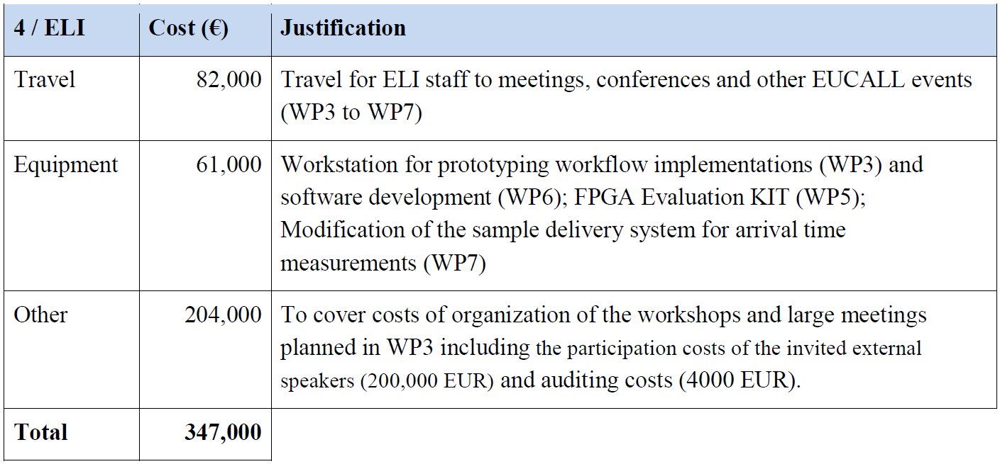 4 / ELI Cost (€) Justification
Travel 82,000 Travel for ELI staff to meetings, conferences and other EUCALL events
(WP3 to WP7)
Equipment 61,000 Workstation for prototyping workflow implementations (WP3) and
software development (WP6); FPGA Evaluation KIT (WP5);
Modification of the sample delivery system for arrival time
measurements (WP7)
Other 204,000 To cover costs of organization of the workshops and large meetings
planned in WP3 including the participation costs of the invited external
speakers (200,000 EUR) and auditing costs (4000 EUR).
Total 347,000